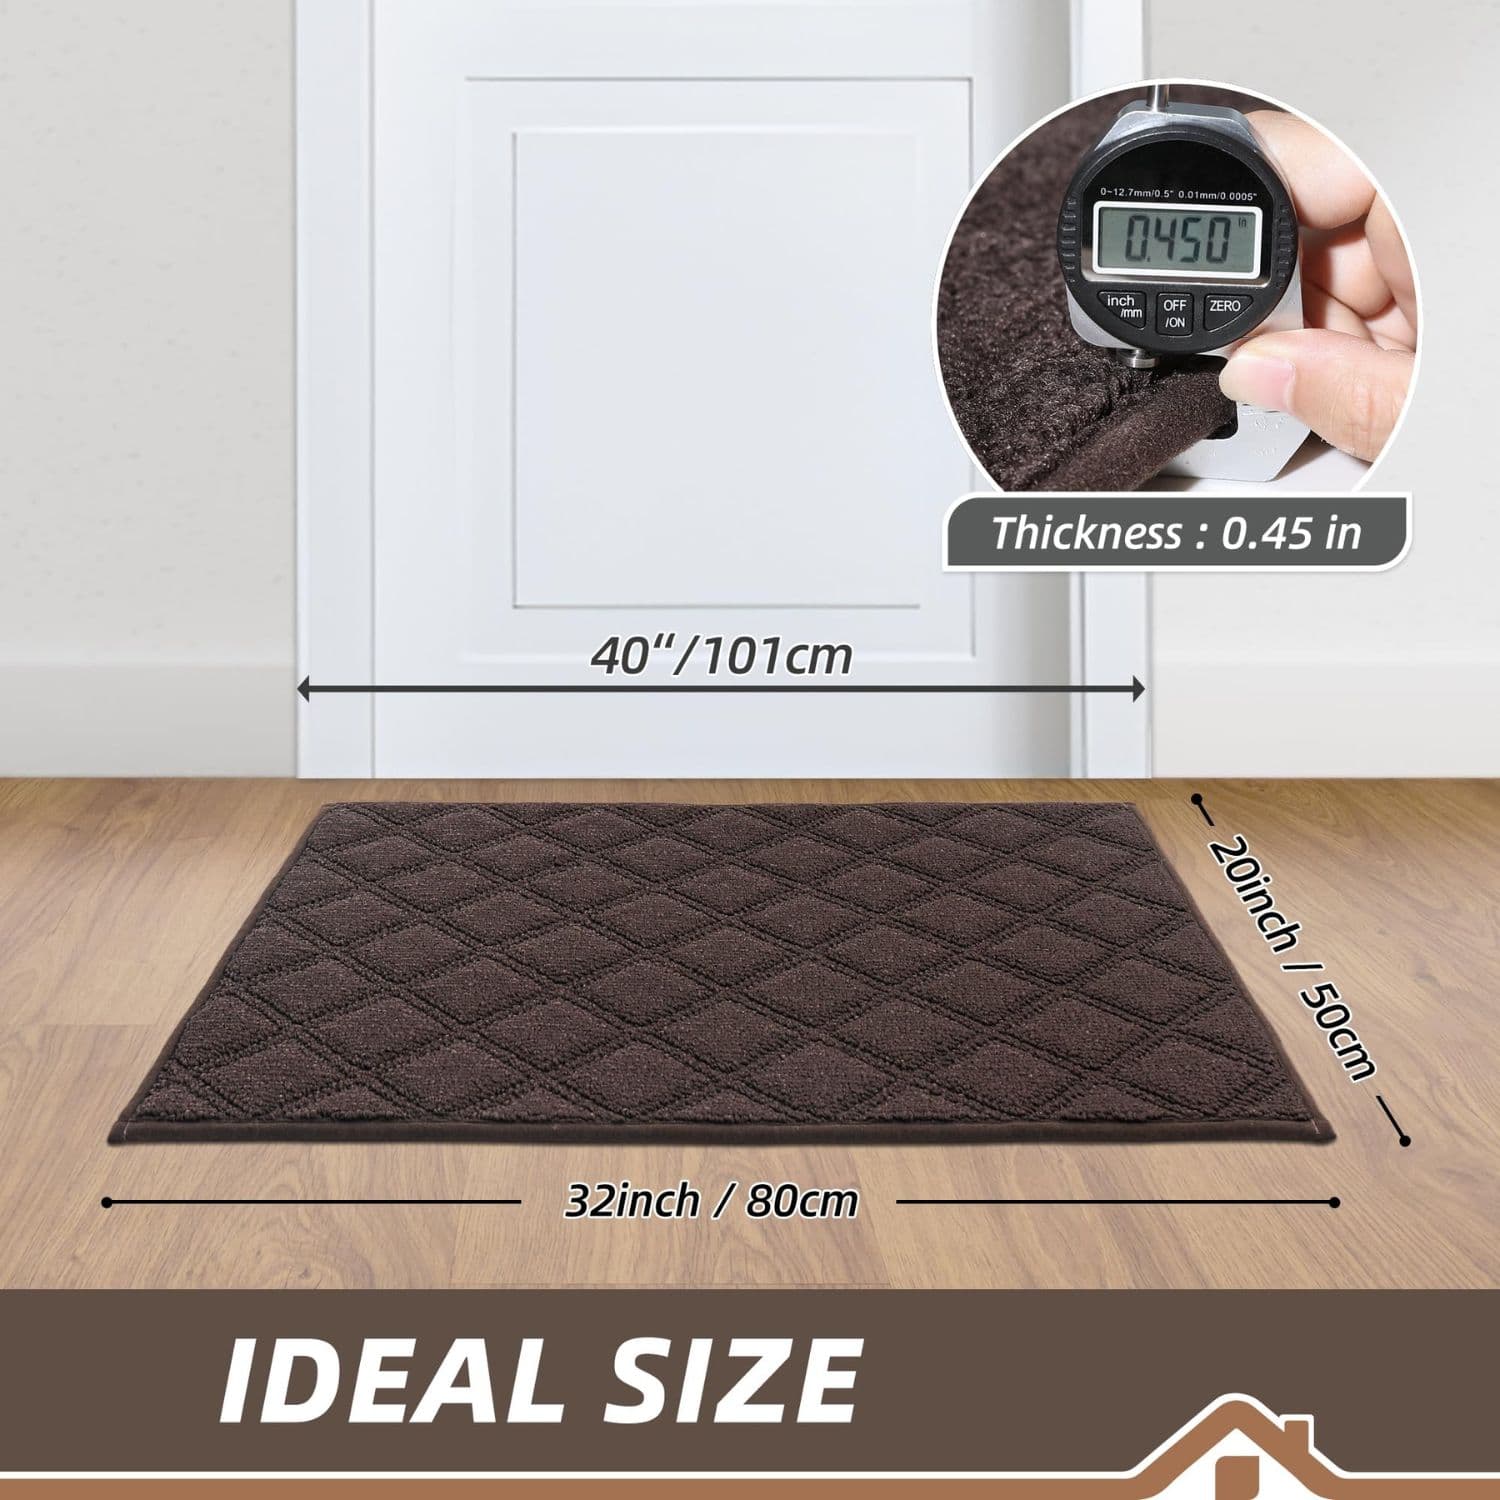 0~12.7mm/0.5" 0.01mm/0.0005"
0.450 in
inch
/mm
OFF
/ON
ZERO
Thickness : 0.45 in
40“/101cm
20inch / 50cm
32inch / 80cm
IDEAL SIZE